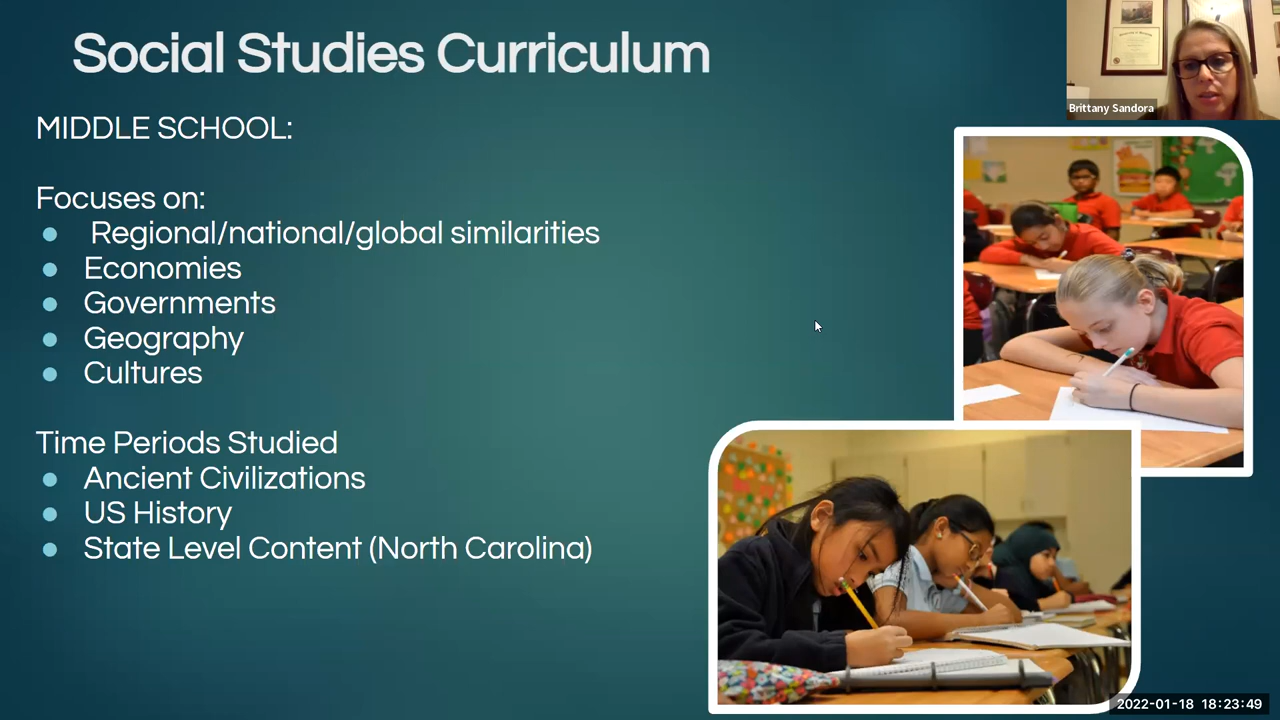 Social Studies Curriculum
Brittany Sandora
MIDDLE SCHOOL:
Focuses on:
● Regional/national/global similarities
● Economies
● Governments
● Geography
● Cultures
Time Periods Studied
● Ancient Civilizations
● US History
● State Level Content (North Carolina)
2022-01-18 18:23:49